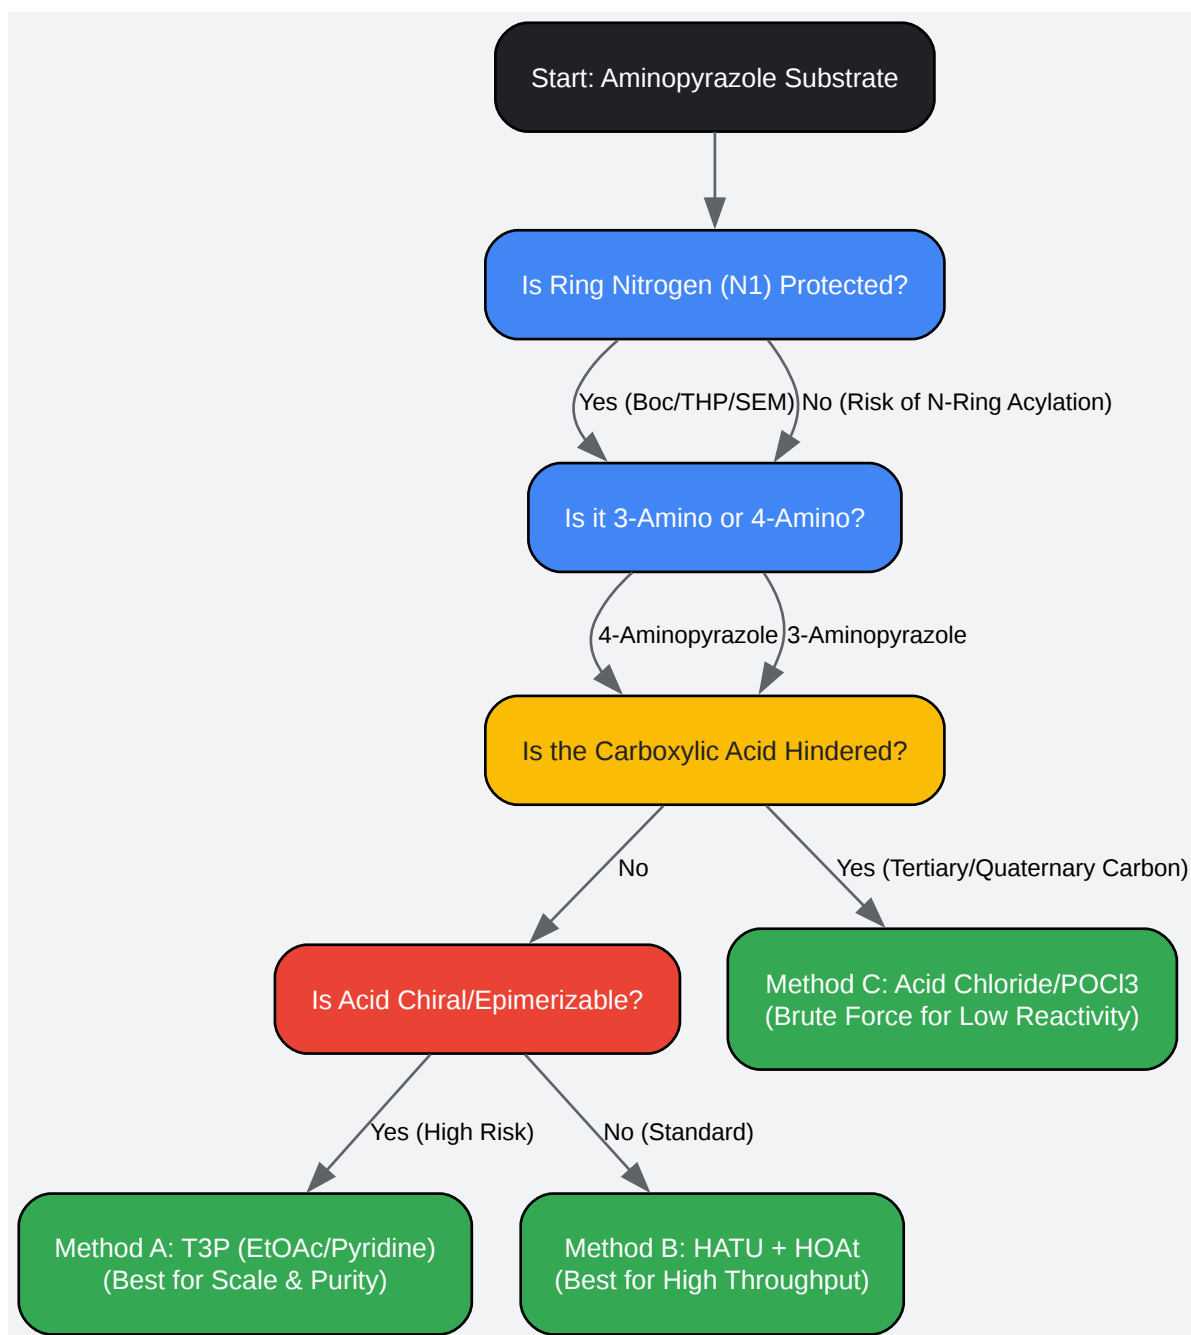 Start: Aminopyrazole Substrate
Is Ring Nitrogen (N1) Protected?
Yes (Boc/THP/SEM)
No (Risk of N-Ring Acylation)
Is it 3-Amino or 4-Amino?
4-Aminopyrazole
3-Aminopyrazole
Is the Carboxylic Acid Hindered?
No
Yes (Tertiary/Quaternary Carbon)
Is Acid Chiral/Epimerizable?
Method C: Acid Chloride/POCl3
(Brute Force for Low Reactivity)
Yes (High Risk)
No (Standard)
Method A: T3P (EtOAc/Pyridine)
(Best for Scale & Purity)
Method B: HATU + HOAt
(Best for High Throughput)